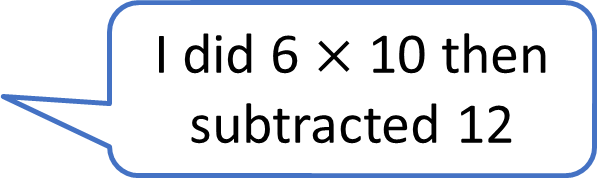 I did 6 × 10 then
subtracted 12